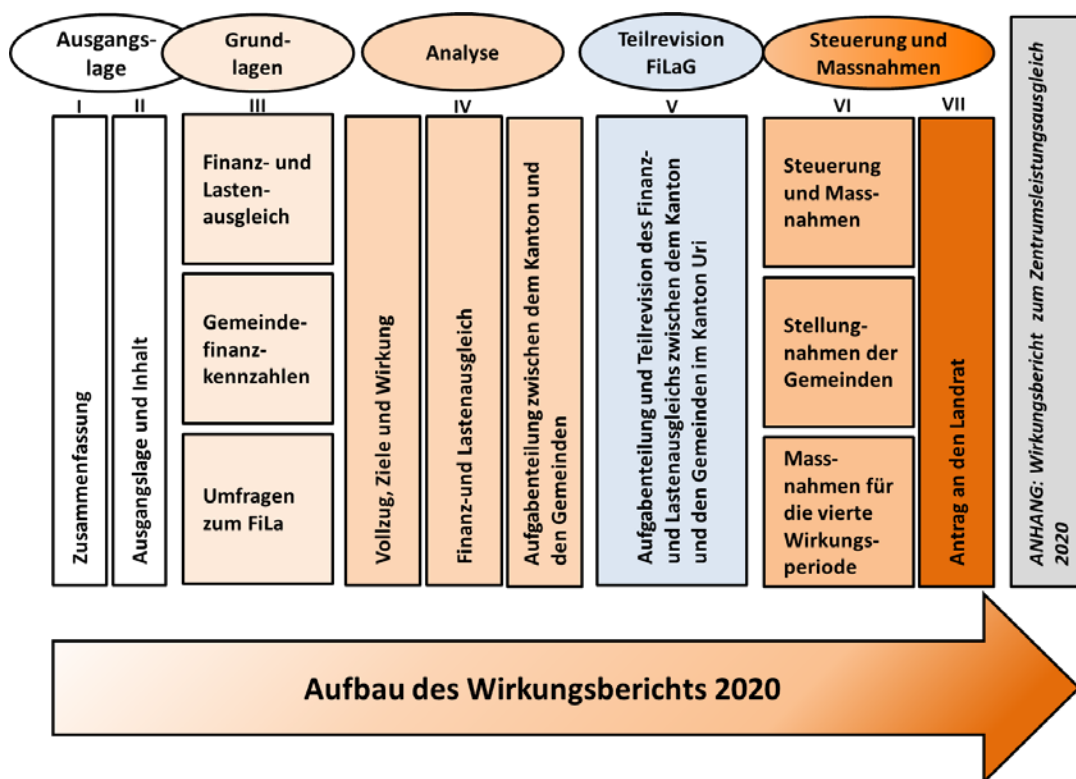 Ausgangs-
lage
Grund-
lagen
Analyse
Teilrevision
FiLaG
Steuerung und
Massnahmen
I
II
III
IV
V
VI
VII
Zusammenfassung
Ausgangslage und Inhalt
Finanz- und
Lasten-
ausgleich
Gemeinde-
finanz-
kennzahlen
Umfragen
zum FiLa
Vollzug, Ziele und Wirkung
Finanz-und Lastenausgleich
Aufgabenteilung zwischen dem Kanton und
den Gemeinden
Aufgabenteilung und Teilrevision des Finanz-
und Lastenausgleichs zwischen dem Kanton
und den Gemeinden im Kanton Uri
Steuerung
und Mass-
nahmen
Stellung-
nahmen der
Gemeinden
Mass-
nahmen für
die vierte
Wirkungs-
periode
Antrag an den Landrat
ANHANG: Wirkungsbericht zum Zentrumsleistungsausgleich
2020
Aufbau des Wirkungsberichts 2020